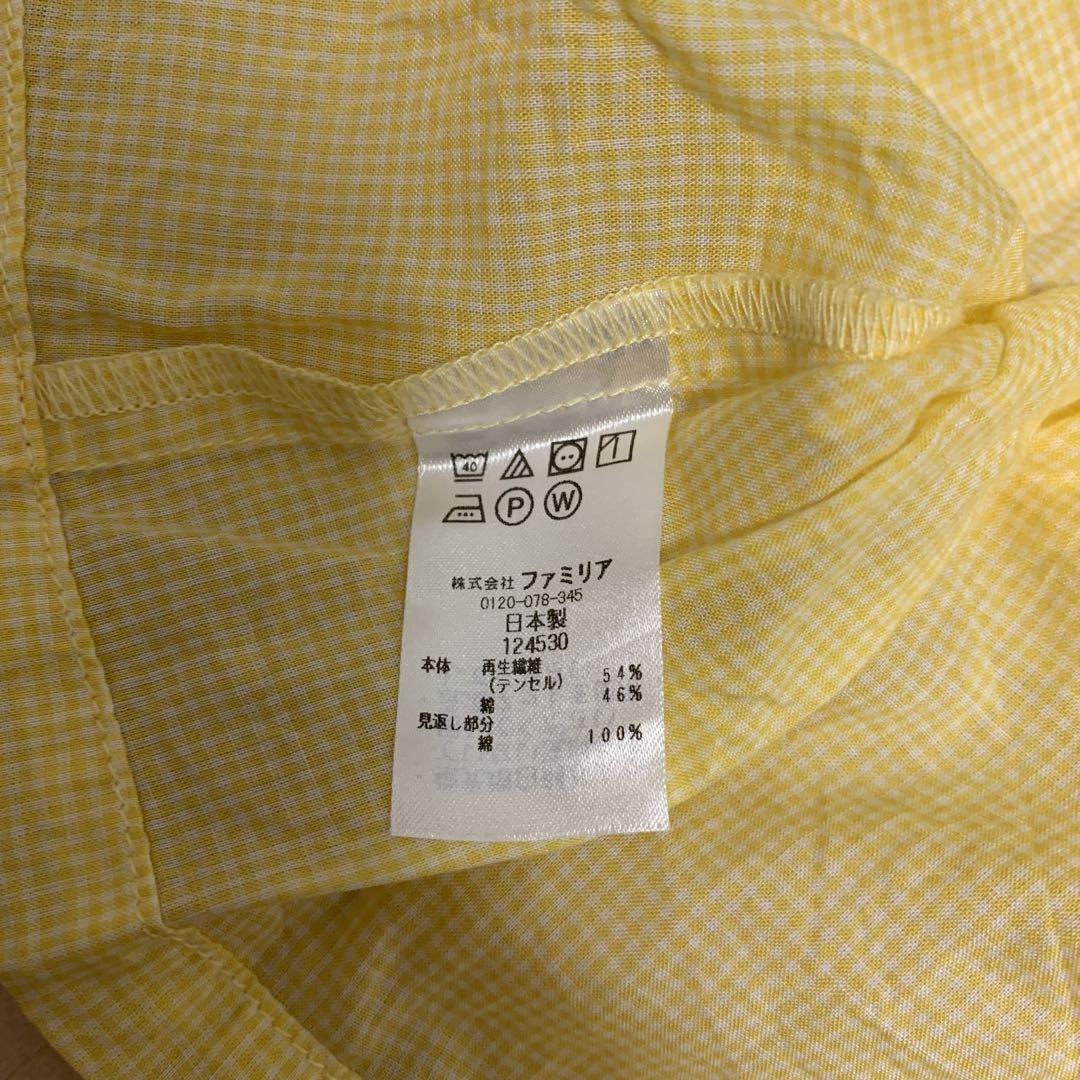 40
P W
株式会社 ファミリア
0120-078-345
日本製
124530
本体 再生繊維 54%
(テンセル)
綿 46%
見返し部分
綿 100%